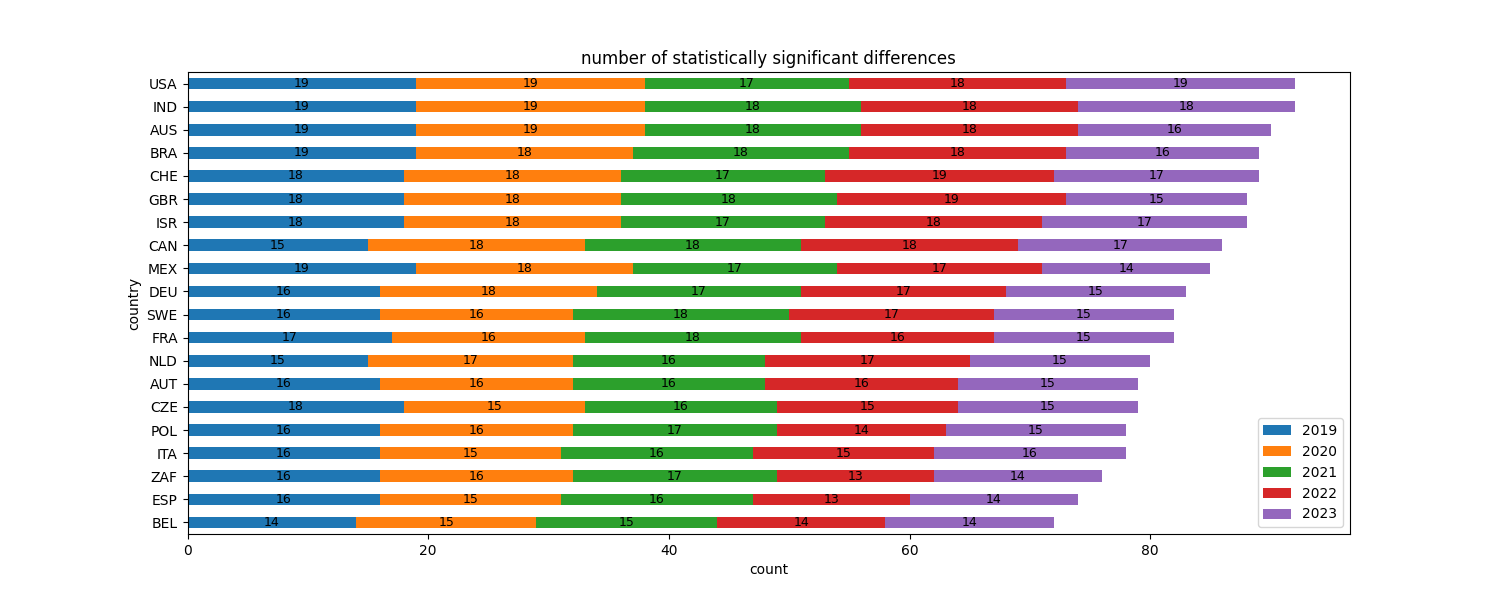 number of statistically significant differences
USA 19 19 17 18 19
IND 19 19 18 18 18
AUS 19 19 18 18 16
BRA 19 18 18 18 16
CHE 18 18 17 19 17
GBR 18 18 18 19 15
ISR 18 18 17 18 17
CAN 15 18 18 18 17
MEX 19 18 17 17 14
DEU 16 18 17 17 15
SWE 16 16 18 17 15
FRA 17 16 18 16 15
NLD 15 17 16 17 15
AUT 16 16 16 16 15
CZE 18 15 16 15 15
POL 16 16 17 14 15
ITA 16 15 16 15 16
ZAF 16 16 17 13 14
ESP 16 15 16 13 14
BEL 14 15 15 14 14
country
2019
2020
2021
2022
2023
0 20 40 60 80
count